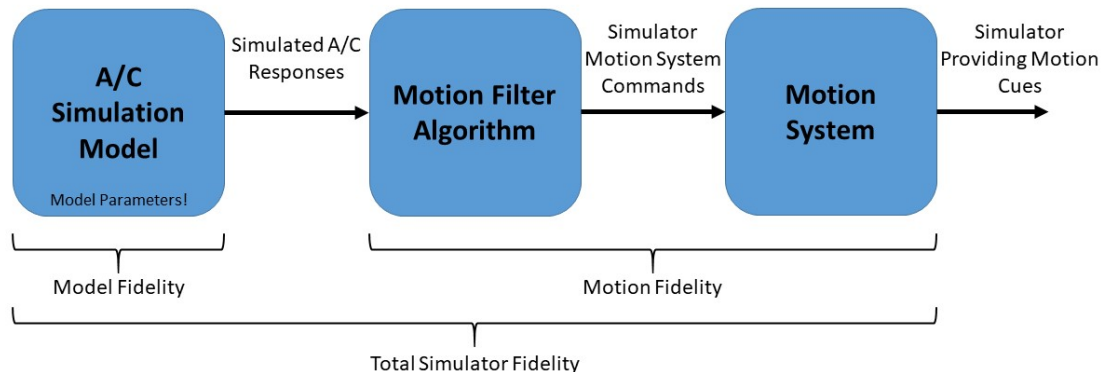 A/C
Simulation
Model
Model Parameters!
Simulated A/C
Responses
Motion Filter
Algorithm
Simulator
Motion System
Commands
Motion
System
Simulator
Providing Motion
Cues
Model Fidelity
Motion Fidelity
Total Simulator Fidelity